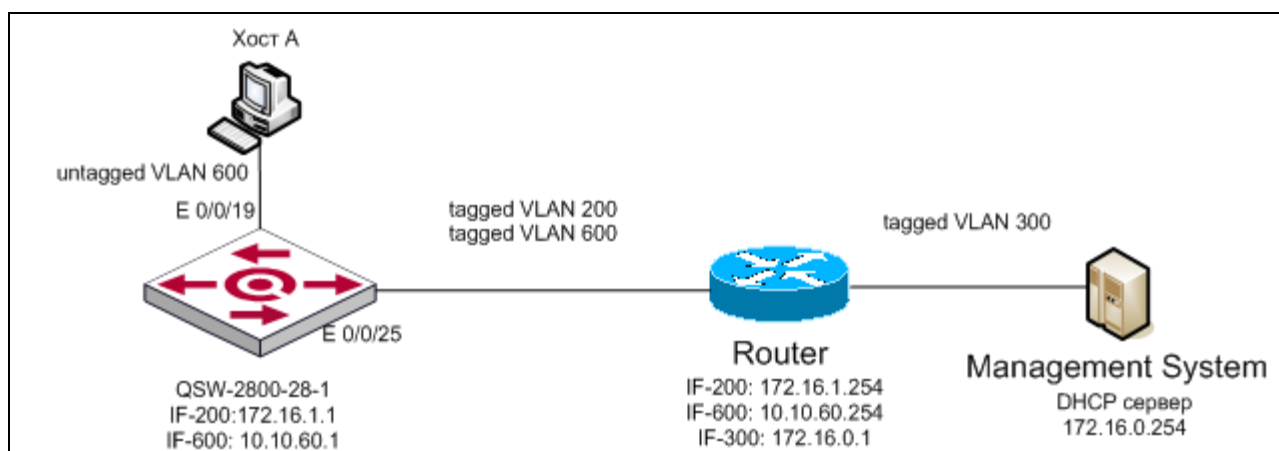 Хост А
untagged VLAN 600
E 0/0/19
tagged VLAN 200
tagged VLAN 600
tagged VLAN 300
E 0/0/25
QSW-2800-28-1
IF-200:172.16.1.1
IF-600: 10.10.60.1
Router
IF-200: 172.16.1.254
IF-600: 10.10.60.254
IF-300: 172.16.0.1
Management System
DHCP сервер
172.16.0.254